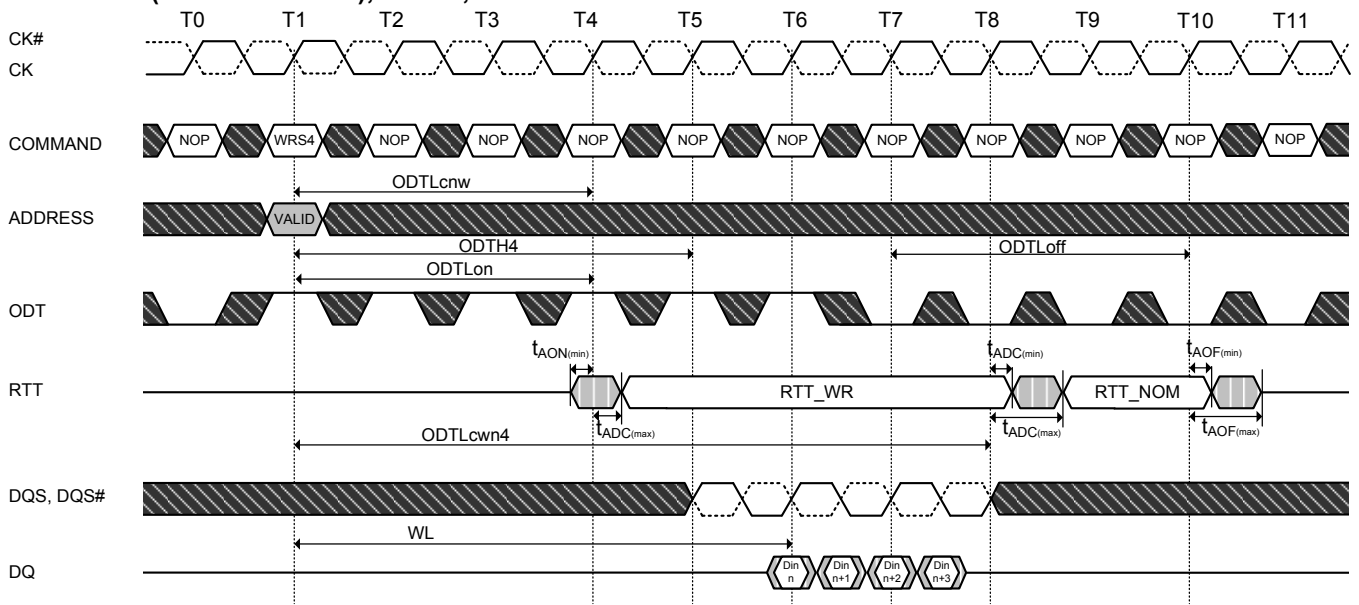 T0 T1 T2 T3 T4 T5 T6 T7 T8 T9 T10 T11
CK#
CK
COMMAND NOP WRS4 NOP NOP NOP NOP NOP NOP NOP NOP NOP NOP
ODTLcnw
ADDRESS VALID
ODTH4 ODTLoff
ODTLon
ODT
tAON(min) tADC(min) tAOF(min)
RTT RTT_WR RTT_NOM
tADC(max) tADC(max) tAOF(max)
ODTLcwn4
DQS, DQS#
WL
DQ Din n Din n+1 Din n+2 Din n+3